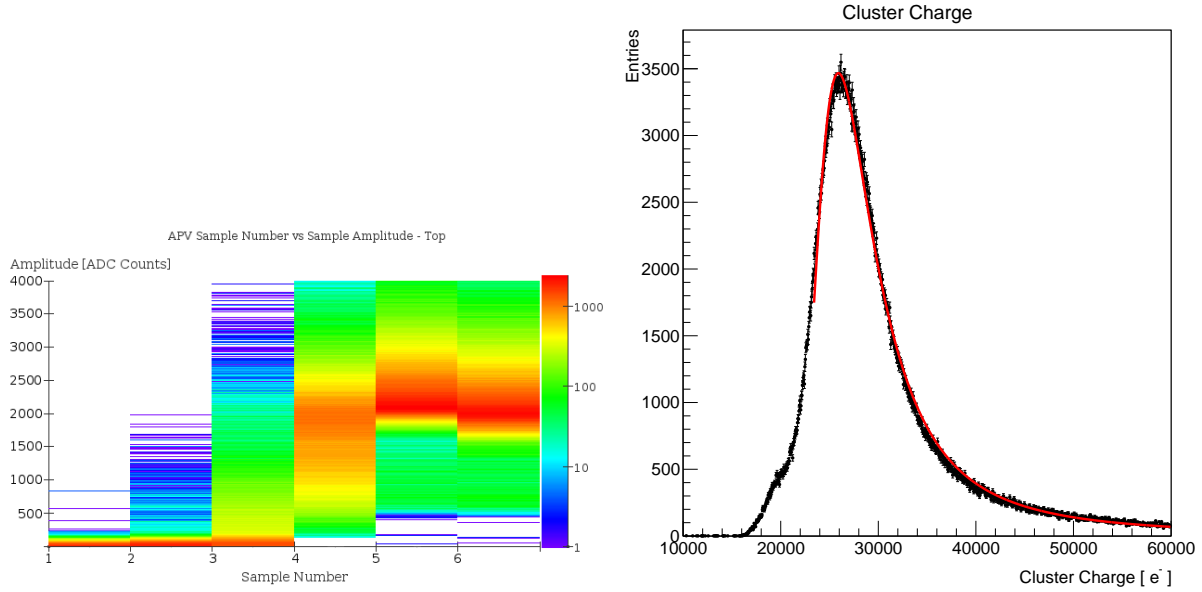 APV Sample Number vs Sample Amplitude - Top
Amplitude [ADC Counts]
4000
3500
3000
2500
2000
1500
1000
500
1 2 3 4 5 6
Sample Number
1000
100
10
1
Cluster Charge
Entries
3500
3000
2500
2000
1500
1000
500
0
10000 20000 30000 40000 50000 60000
Cluster Charge [ e⁻ ]